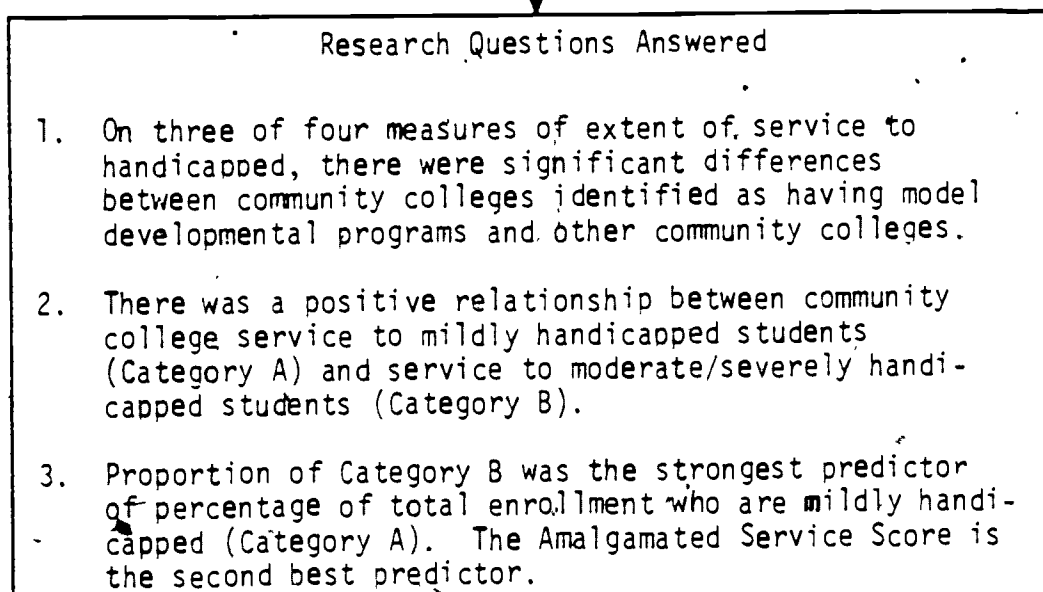 Research Questions Answered
1. On three of four measures of extent of service to
handicapped, there were significant differences
between community colleges identified as having model
developmental programs and other community colleges.
2. There was a positive relationship between community
college service to mildly handicapped students
(Category A) and service to moderate/severely handi-
capped students (Category B).
3. Proportion of Category B was the strongest predictor
of percentage of total enrollment who are mildly handi-
capped (Category A). The Amalgamated Service Score is
the second best predictor.